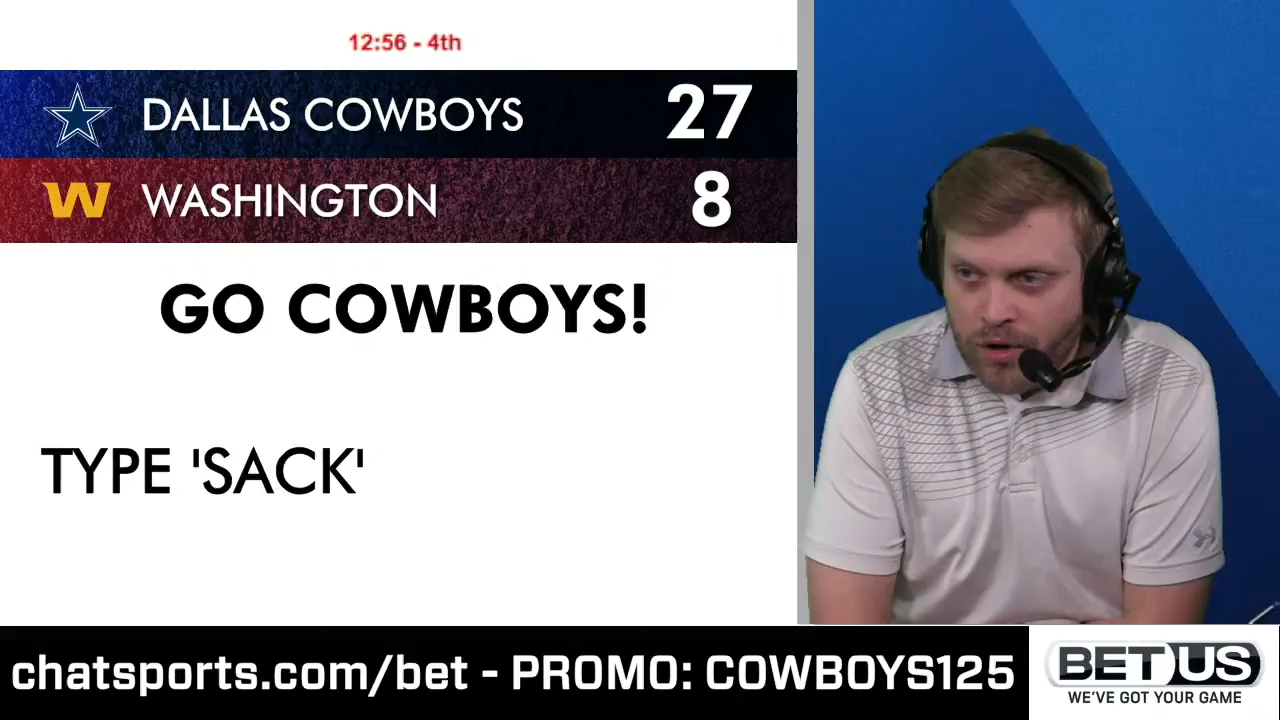 12:56 - 4th
DALLAS COWBOYS 27
W WASHINGTON 8
GO COWBOYS!
TYPE 'SACK'
chatsports.com/bet - PROMO: COWBOYS125
BETUS
WE'VE GOT YOUR GAME